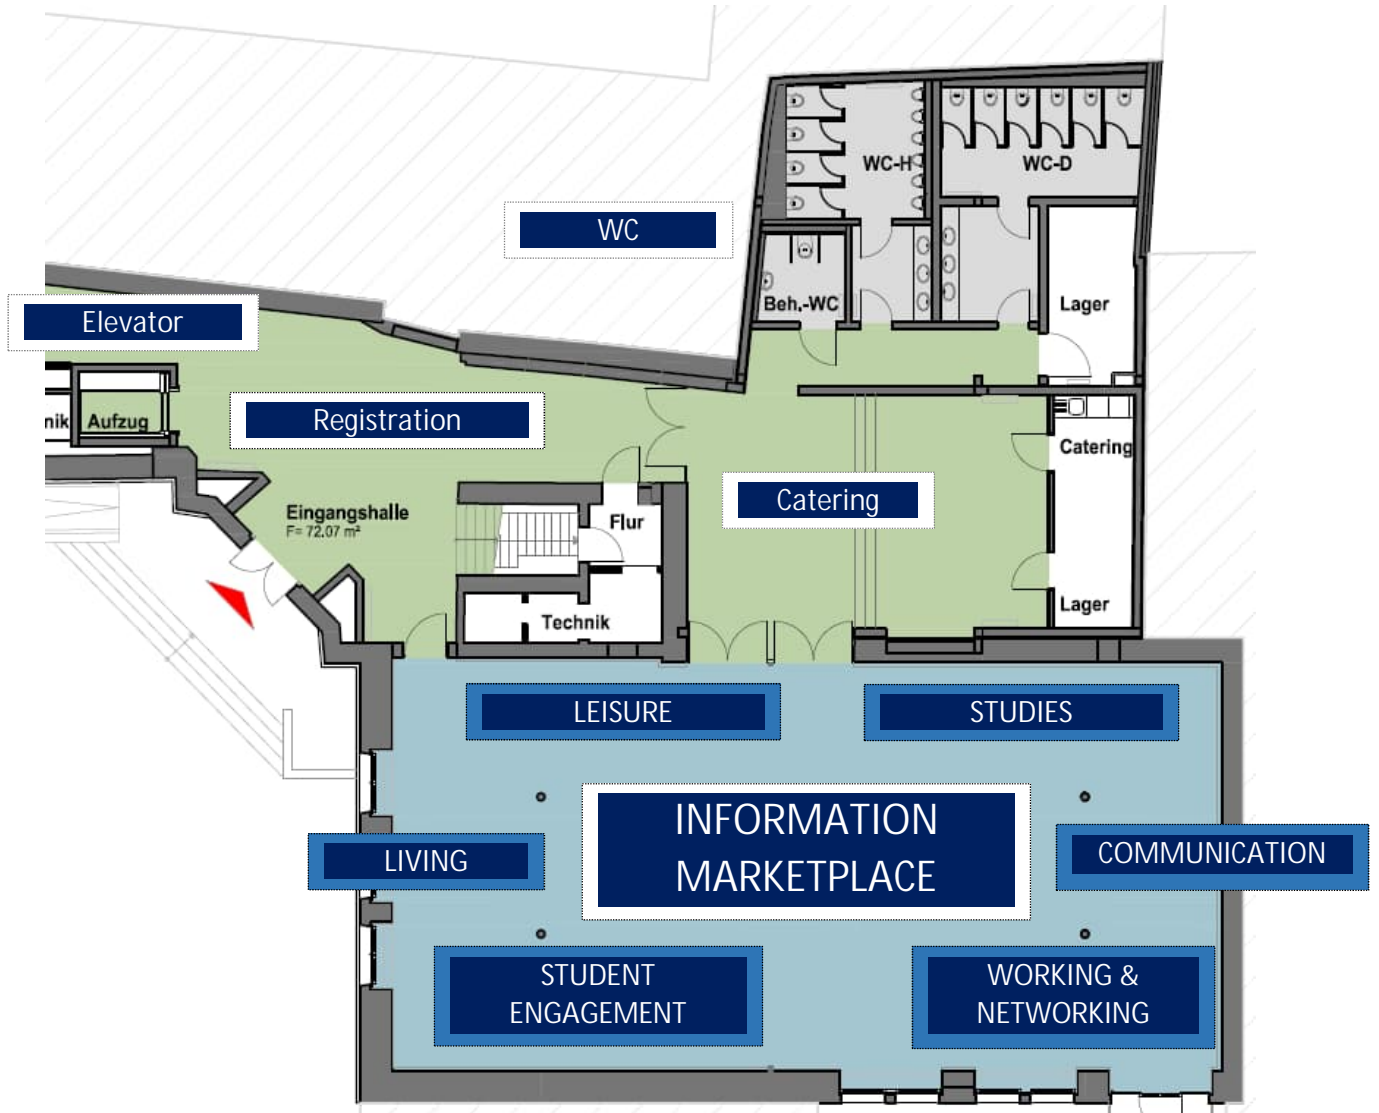 WC-H
WC-D
WC
Beh.-WC
Lager
Elevator
nik
Aufzug
Registration
Catering
Eingangshalle
F= 72.07 m²
Flur
Catering
Technik
Lager
LEISURE
STUDIES
INFORMATION
MARKETPLACE
LIVING
COMMUNICATION
STUDENT
ENGAGEMENT
WORKING &
NETWORKING